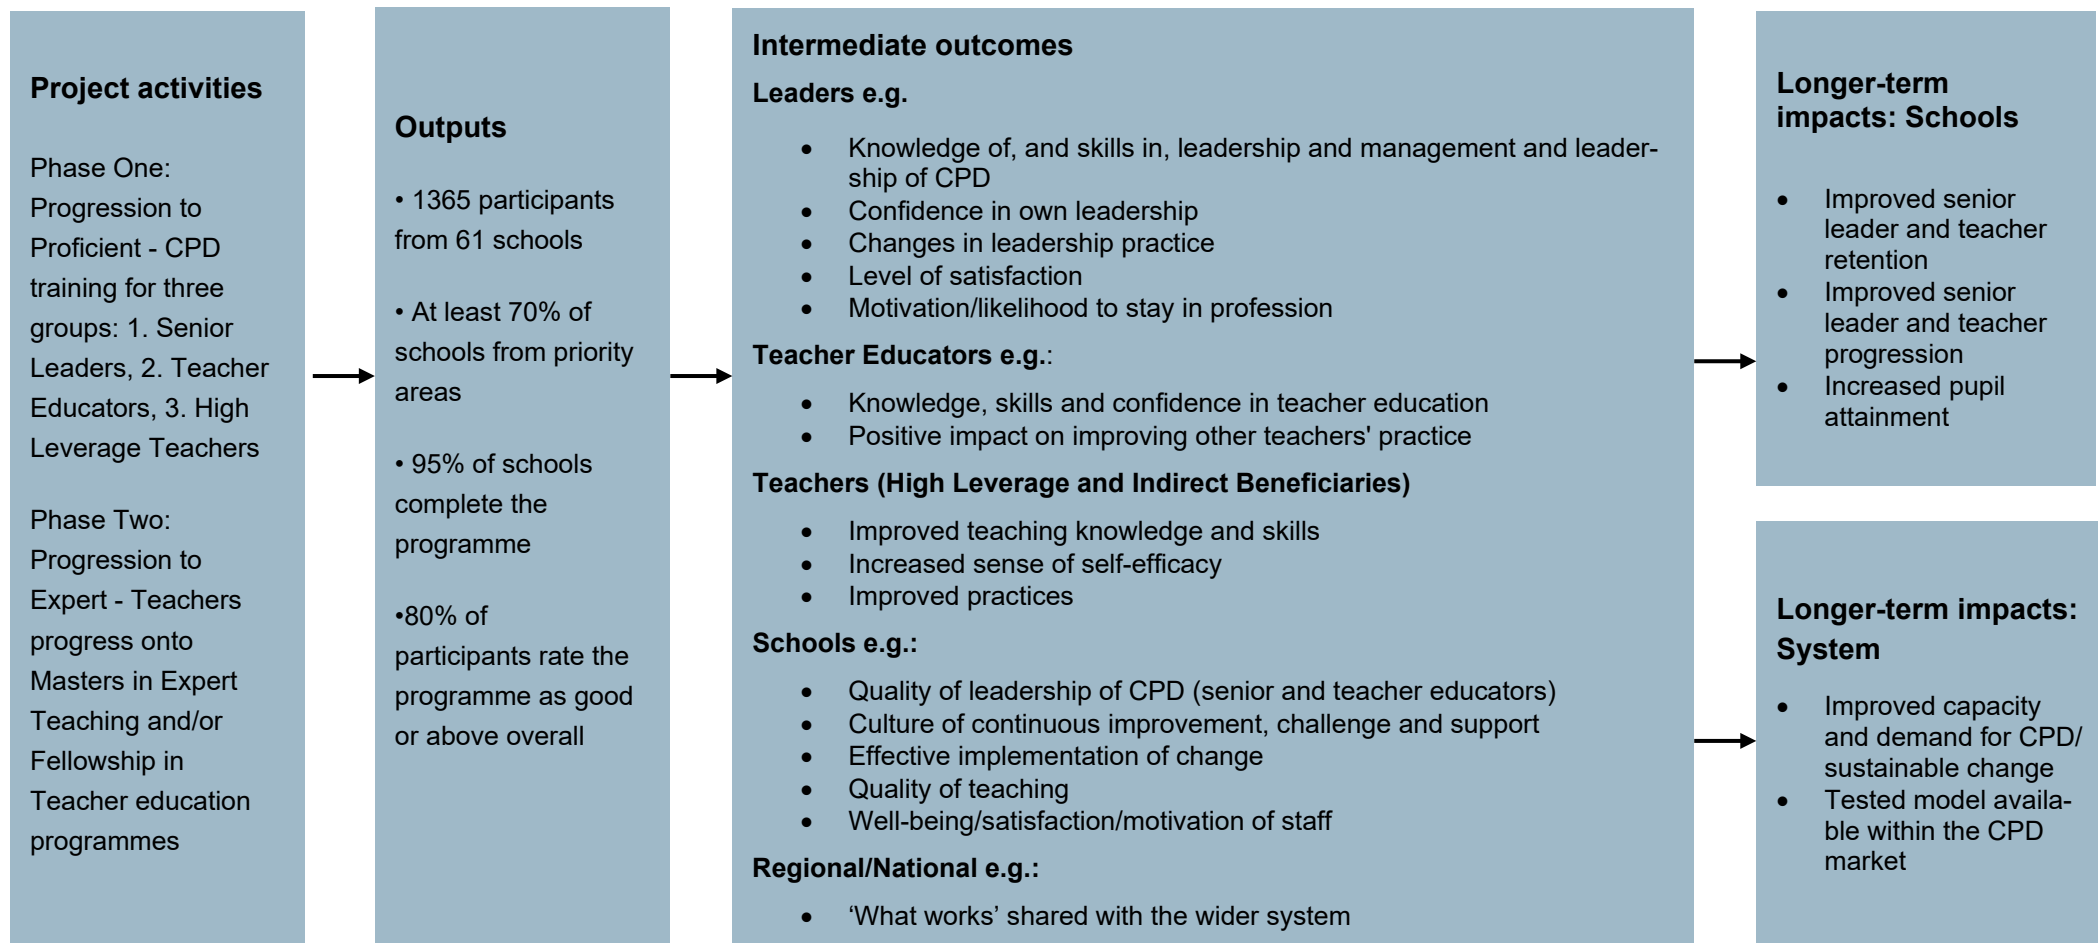 Project activities
Phase One:
Progression to
Proficient - CPD
training for three
groups: 1. Senior
Leaders, 2. Teacher
Educators, 3. High
Leverage Teachers
Phase Two:
Progression to
Expert - Teachers
progress onto
Masters in Expert
Teaching and/or
Fellowship in
Teacher education
programmes
Outputs
• 1365 participants
from 61 schools
• At least 70% of
schools from priority
areas
• 95% of schools
complete the
programme
•80% of
participants rate the
programme as good
or above overall
Intermediate outcomes
Leaders e.g.
• Knowledge of, and skills in, leadership and management and leader-
ship of CPD
• Confidence in own leadership
• Changes in leadership practice
• Level of satisfaction
• Motivation/likelihood to stay in profession
Teacher Educators e.g.:
• Knowledge, skills and confidence in teacher education
• Positive impact on improving other teachers' practice
Teachers (High Leverage and Indirect Beneficiaries)
• Improved teaching knowledge and skills
• Increased sense of self-efficacy
• Improved practices
Schools e.g.:
• Quality of leadership of CPD (senior and teacher educators)
• Culture of continuous improvement, challenge and support
• Effective implementation of change
• Quality of teaching
• Well-being/satisfaction/motivation of staff
Regional/National e.g.:
• ‘What works’ shared with the wider system
Longer-term
impacts: Schools
• Improved senior
leader and teacher
retention
• Improved senior
leader and teacher
progression
• Increased pupil
attainment
Longer-term impacts:
System
• Improved capacity
and demand for CPD/
sustainable change
• Tested model availa-
ble within the CPD
market